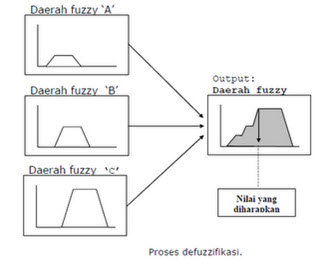 Daerah fuzzy 'A'
Daerah fuzzy 'B'
Daerah fuzzy 'C'
Output:
Daerah fuzzy
Nilai yang
diharapkan
Proses defuzzifikasi.